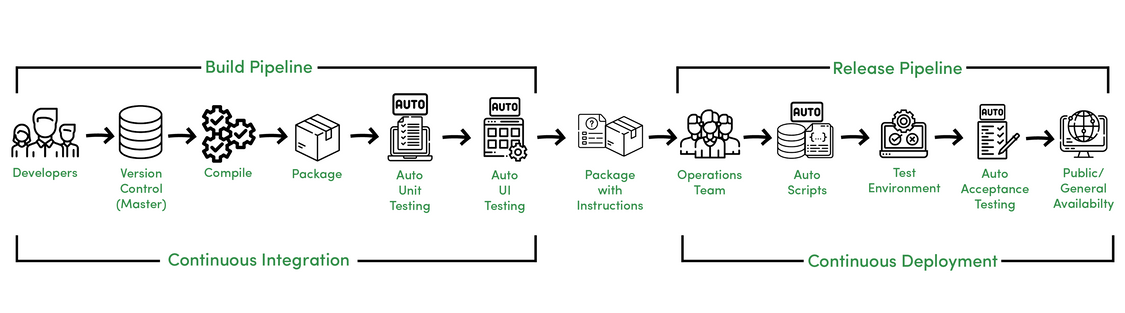 Build Pipeline
Release Pipeline
AUTO
AUTO
AUTO
AUTO
Developers
Version
Control
(Master)
Compile
Package
Auto
Unit
Testing
Auto
UI
Testing
Package
with
Instructions
Operations
Team
Auto
Scripts
Test
Environment
Auto
Acceptance
Testing
Public/
General
Availabilty
Continuous Integration
Continuous Deployment